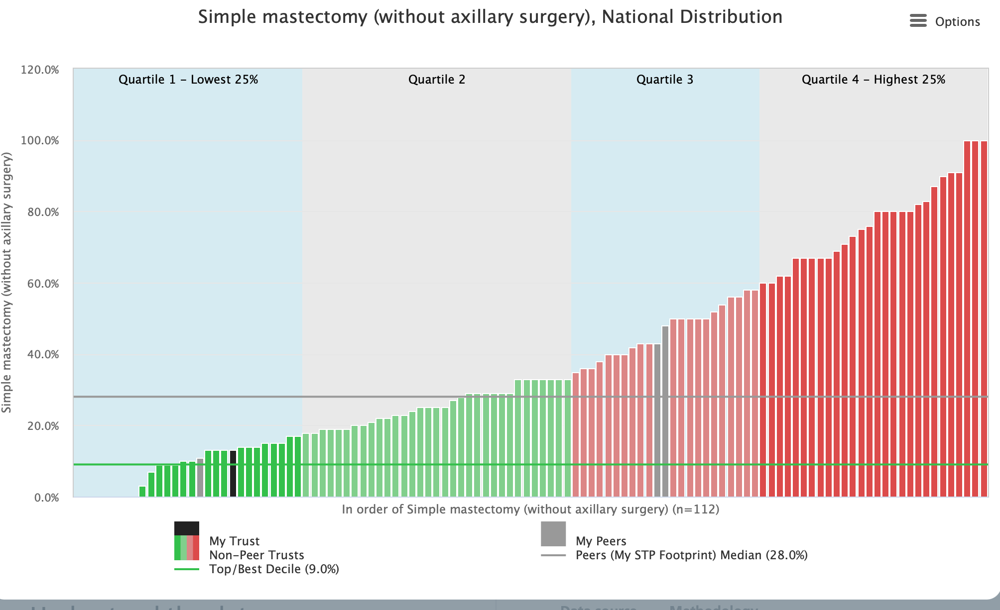 Simple mastectomy (without axillary surgery), National Distribution
Options
120.0%
Quartile 1 – Lowest 25%
Quartile 2
Quartile 3
Quartile 4 – Highest 25%
100.0%
80.0%
60.0%
40.0%
20.0%
0.0%
Simple mastectomy (without axillary surgery)
In order of Simple mastectomy (without axillary surgery) (n=112)
My Trust
Non-Peer Trusts
Top/Best Decile (9.0%)
My Peers
Peers (My STP Footprint) Median (28.0%)
Data source
Methodology